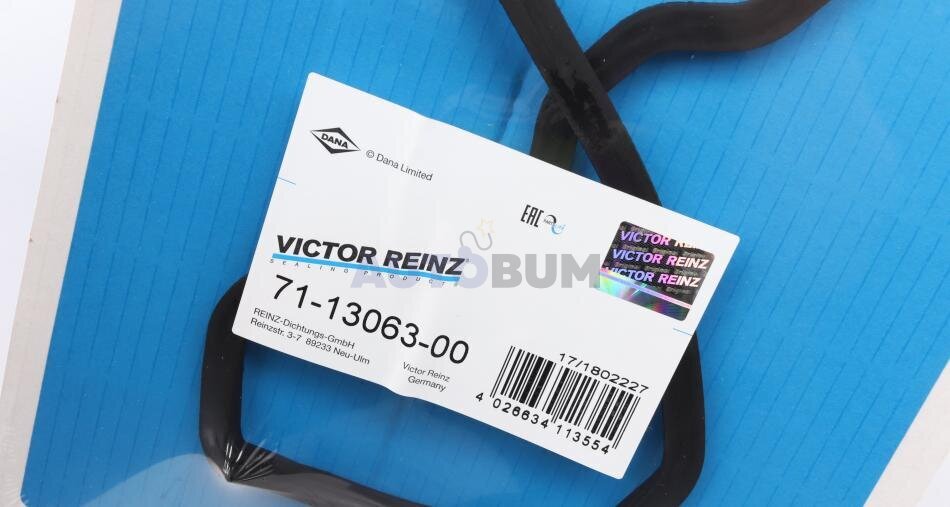 DANA
© Dana Limited
EAC
VICTOR REINZ
SEALING PRODUCTS
71-13063-00
REINZ-Dichtungs-GmbH
Reinzstr. 3-7 89233 Neu-Ulm
Victor Reinz
Germany
VICTOR REINZ
VICTOR REINZ
VICTOR REINZ
17/1802227
4 026634 113554
AUTOBUM